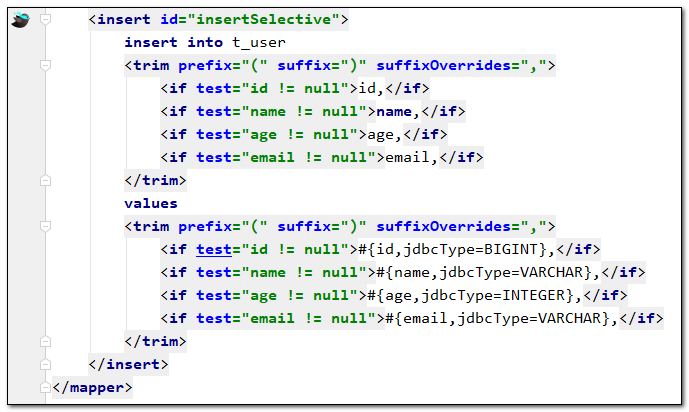 <insert id="insertSelective">
insert into t_user
<trim prefix="(" suffix=")" suffixOverrides=",">
<if test="id != null">id,</if>
<if test="name != null">name,</if>
<if test="age != null">age,</if>
<if test="email != null">email,</if>
</trim>
values
<trim prefix="(" suffix=")" suffixOverrides=",">
<if test="id != null">#{id,jdbcType=BIGINT},</if>
<if test="name != null">#{name,jdbcType=VARCHAR},</if>
<if test="age != null">#{age,jdbcType=INTEGER},</if>
<if test="email != null">#{email,jdbcType=VARCHAR},</if>
</trim>
</insert>
</mapper>